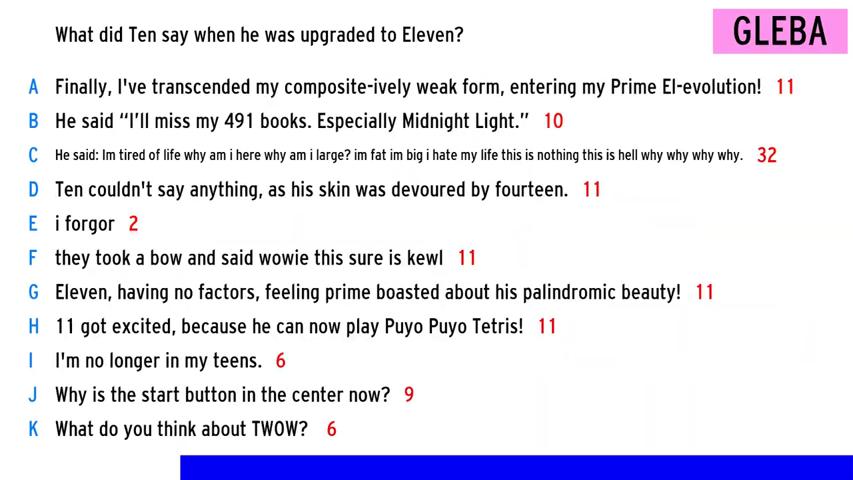 What did Ten say when he was upgraded to Eleven?
GLEBA
A Finally, I've transcended my composite-ively weak form, entering my Prime El-evolution! 11
B He said “I’ll miss my 491 books. Especially Midnight Light.” 10
C He said: Im tired of life why am i here why am i large? im fat im big i hate my life this is nothing this is hell why why why why. 32
D Ten couldn't say anything, as his skin was devoured by fourteen. 11
E i forgor 2
F they took a bow and said wowie this sure is kewl 11
G Eleven, having no factors, feeling prime boasted about his palindromic beauty! 11
H 11 got excited, because he can now play Puyo Puyo Tetris! 11
I I'm no longer in my teens. 6
J Why is the start button in the center now? 9
K What do you think about TWOW? 6